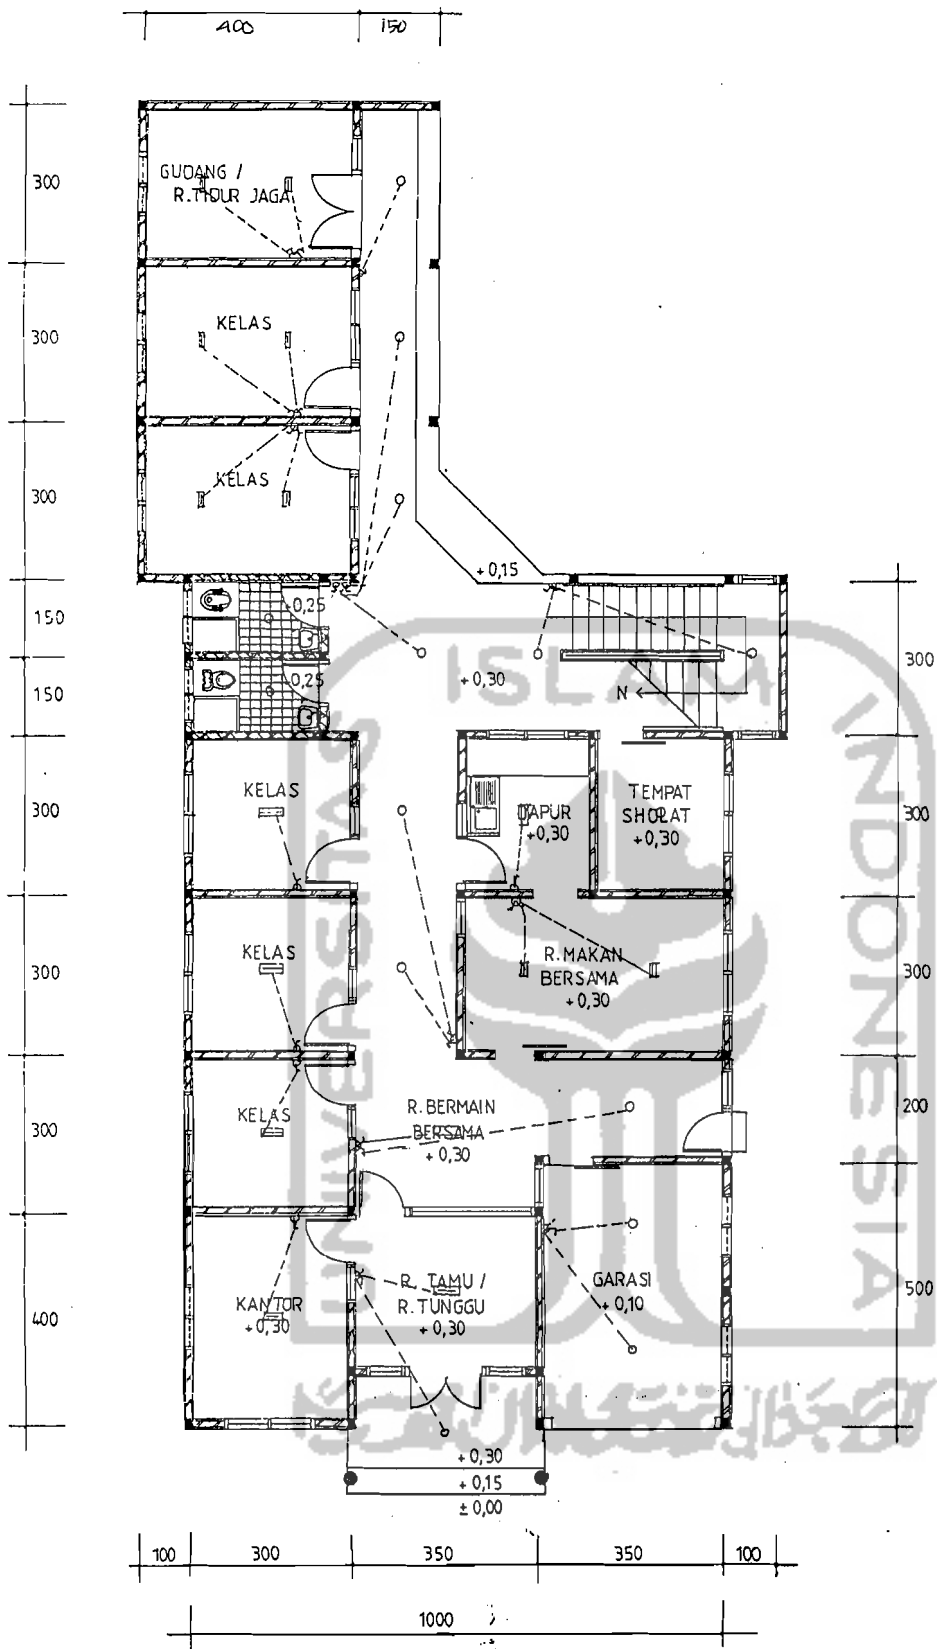 400
150
300
GUDANG /
R.TIDUR JAGA
300
KELAS
300
KELAS
+0,15
150
-0,25
300
150
-0,25
+0,30
N
ISLAM
UNIVERSITAS
INDONESIA
300
KELAS
DAPUR
+0,30
TEMPAT
SHOLAT
+0,30
300
300
KELAS
R.MAKAN
BERSAMA
+0,30
300
300
KELAS
R.BERMAIN
BERSAMA
+0,30
200
400
KANTOR
+0,30
R. TAMU /
R.TUNGGU
+0,30
GARASI
+0,10
500
+0,30
+0,15
±0,00
100
300
350
350
100
1000